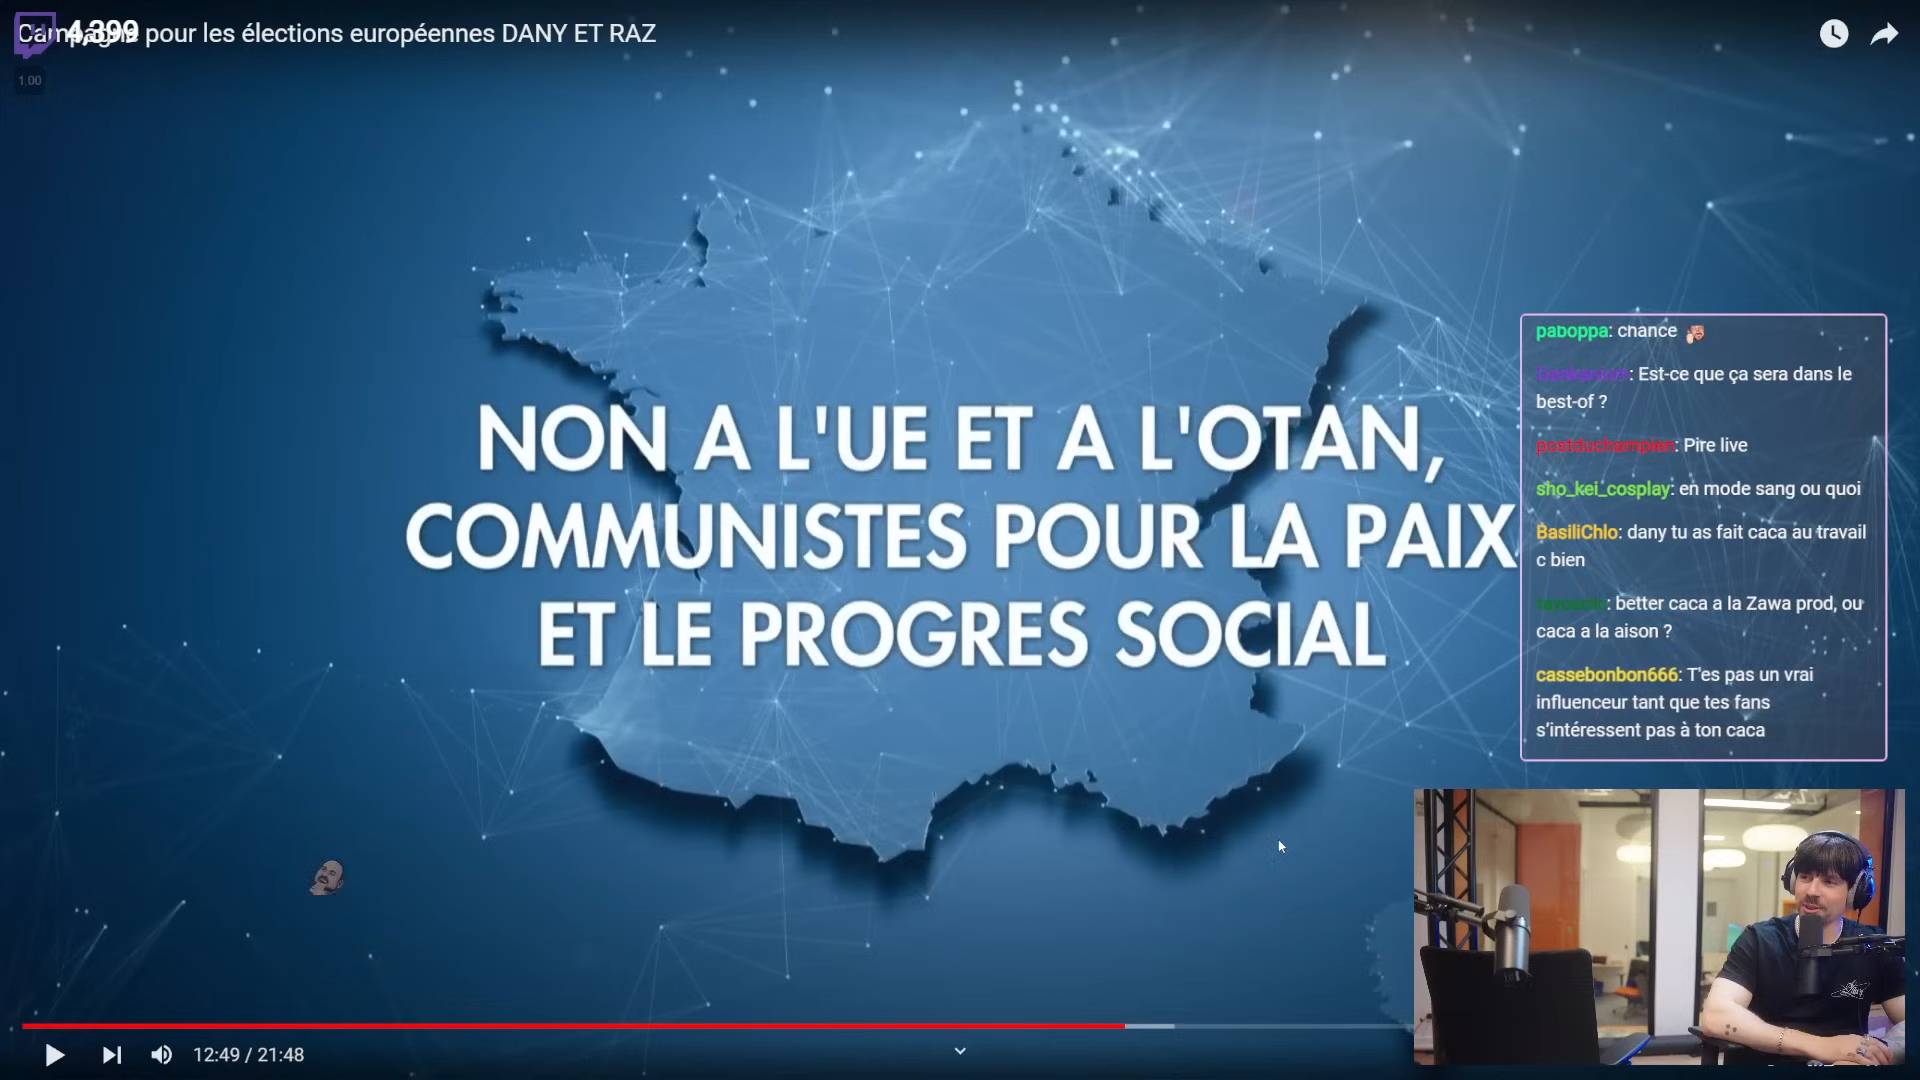 Campagne pour les élections européennes DANY ET RAZ
4,399
1.00
NON A L'UE ET A L'OTAN,
COMMUNISTES POUR LA PAIX
ET LE PROGRES SOCIAL
paboppa: chance
: Est-ce que ça sera dans le
best-of ?
postduchampion: Pire live
sho_kei_cosplay: en mode sang ou quoi
BasiliChlo: dany tu as fait caca au travail
c bien
: better caca a la Zawa prod, ou
caca a la aison ?
cassebonbon666: T'es pas un vrai
influenceur tant que tes fans
s'intéressent pas à ton caca
12:49 / 21:48